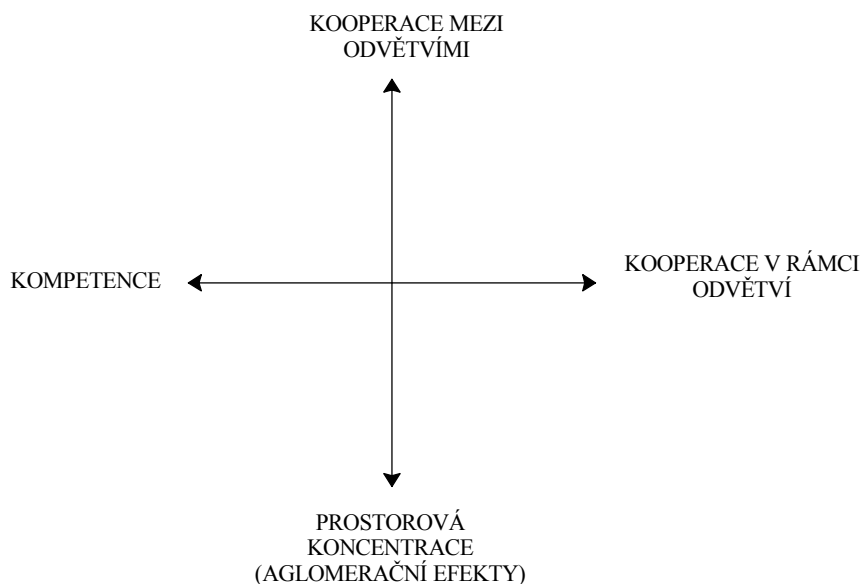 KOOPERACE MEZI
ODVĚTVÍMI
KOMPETENCE
KOOPERACE V RÁMCI
ODVĚTVÍ
PROSTOROVÁ
KONCENTRACE
(AGLOMERAČNÍ EFEKTY)